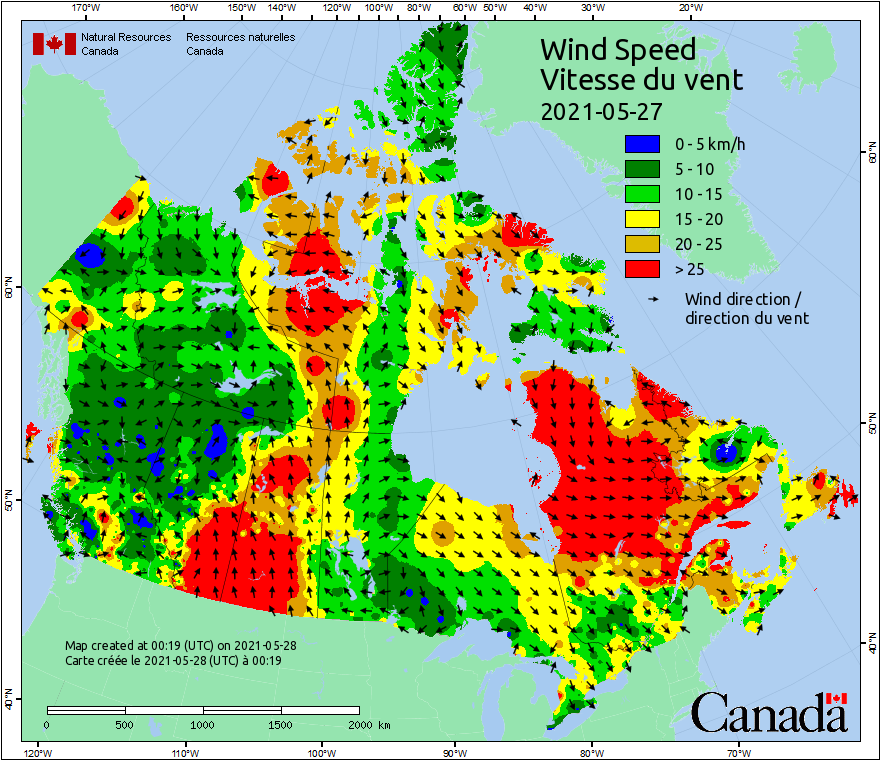 170°W 160°W 150°W 140°W 130°W 120°W 110°W 100°W 90°W 80°W 70°W 60°W 50°W 40°W 30°W 20°W
Natural Resources Ressources naturelles
Canada Canada
Wind Speed
Vitesse du vent
2021-05-27
0 - 5 km/h
5 - 10
10 - 15
15 - 20
20 - 25
> 25
Wind direction /
direction du vent
60°N
60°N
50°N
50°N
40°N
40°N
Map created at 00:19 (UTC) on 2021-05-28
Carte créée le 2021-05-28 (UTC) à 00:19
0 500 1000 1500 2000 km
Canada
120°W 110°W 100°W 90°W 80°W 70°W